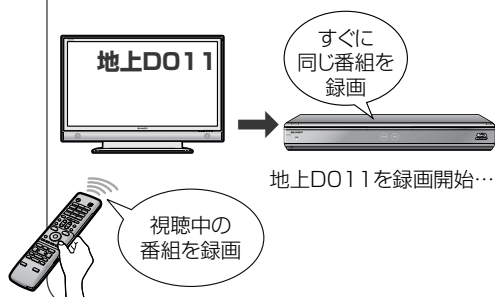 地上D011
すぐに
同じ番組を
録画
地上D011を録画開始…
視聴中の
番組を録画